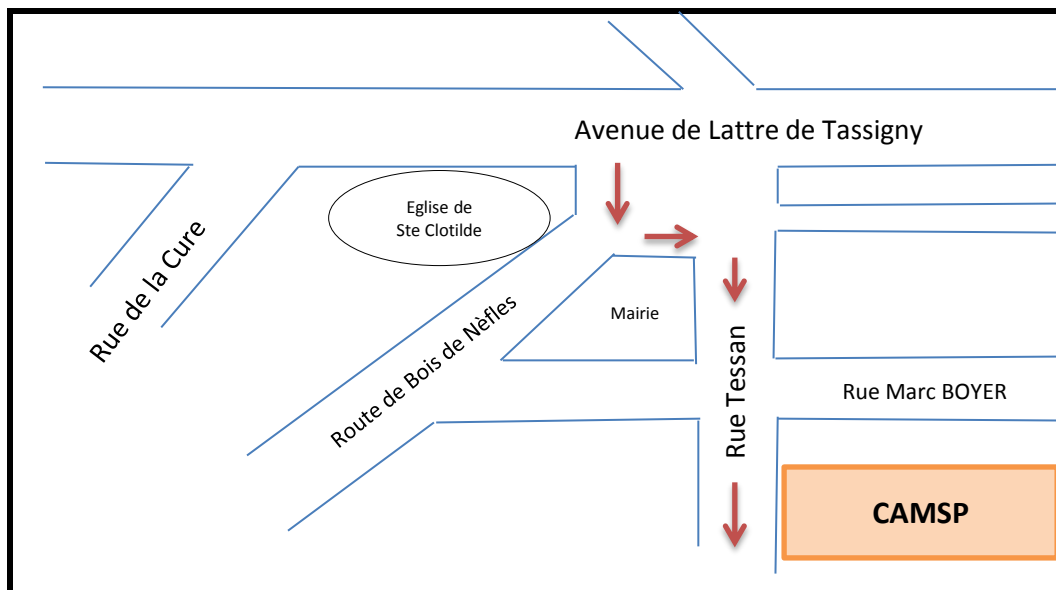 Avenue de Lattre de Tassigny
Eglise de
Ste Clotilde
Rue de la Cure
Mairie
Route de Bois de Nèfles
Rue Tessan
Rue Marc BOYER
CAMSP